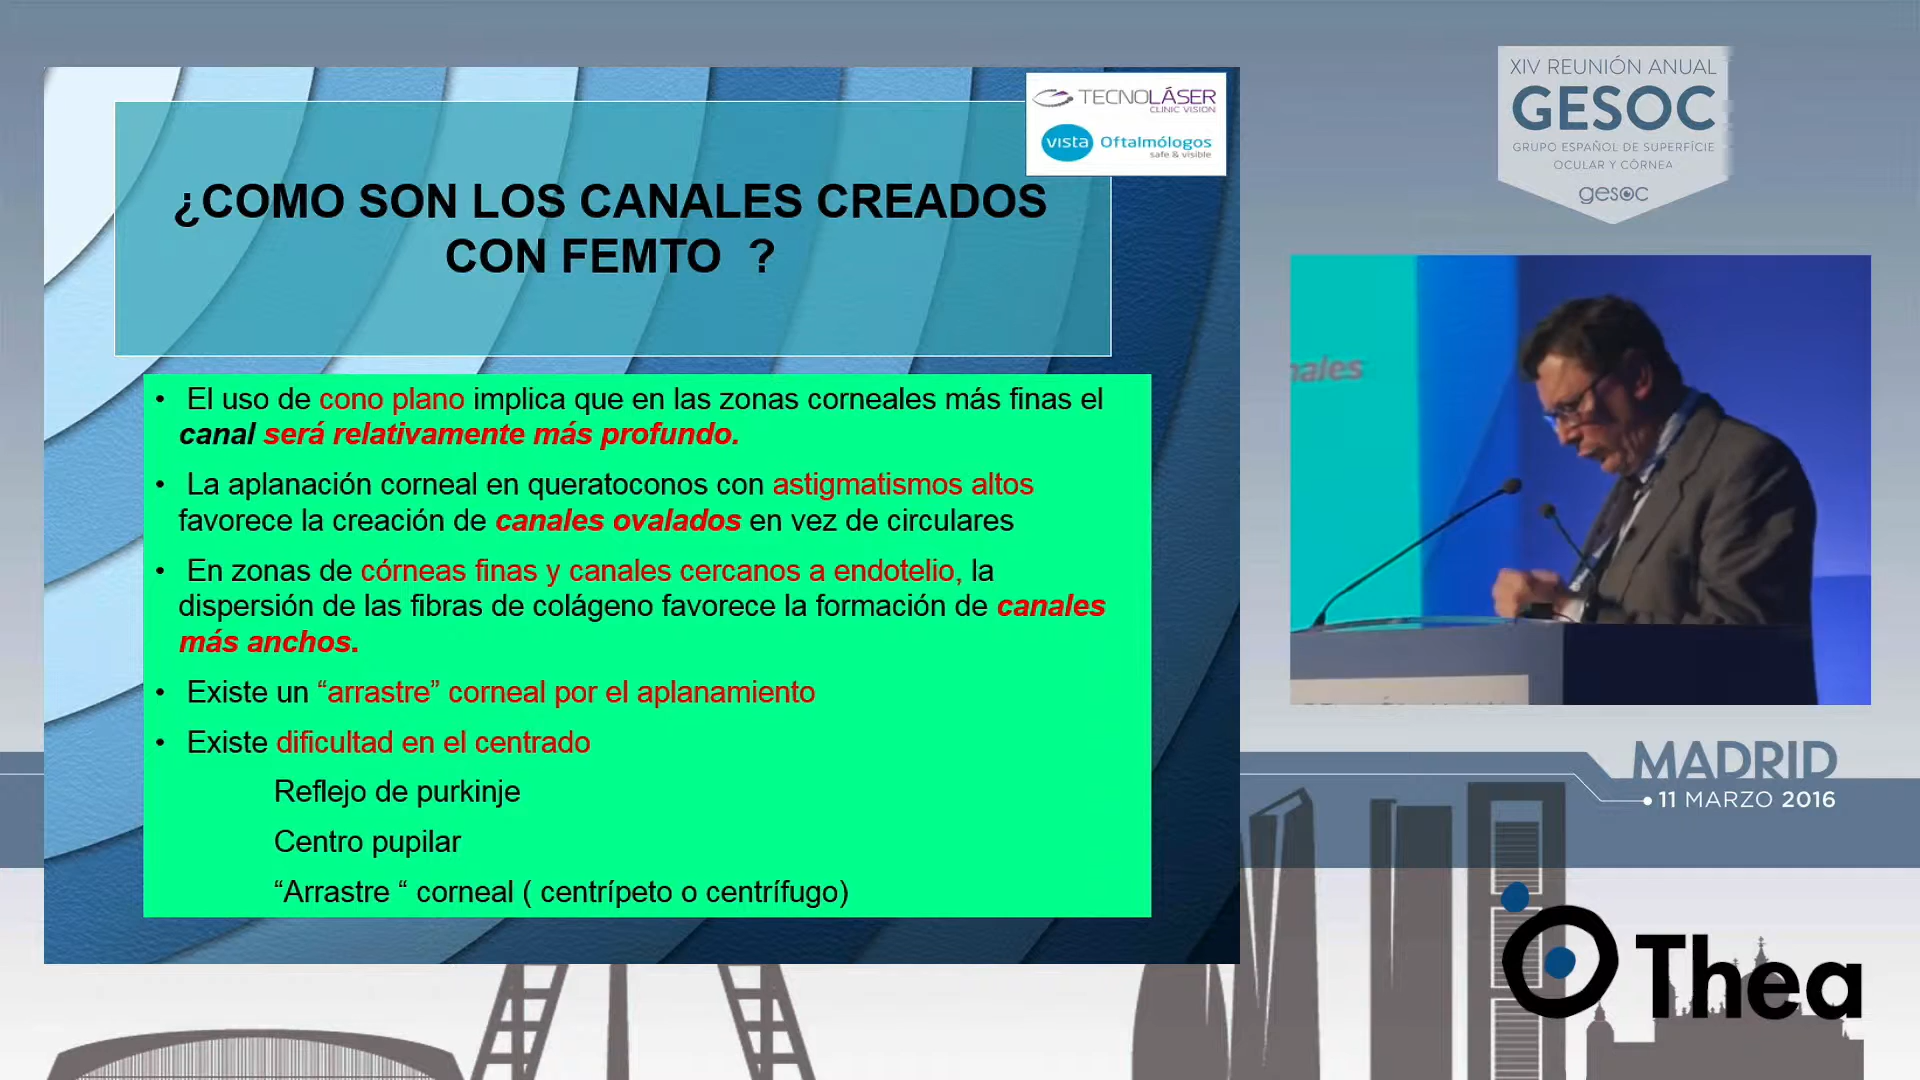 TECNOLÁSER
CLINIC VISION
vista Oftalmólogos
safe & visible
¿COMO SON LOS CANALES CREADOS
CON FEMTO ?
• El uso de cono plano implica que en las zonas corneales más finas el
canal será relativamente más profundo.
• La aplanación corneal en queratoconos con astigmatismos altos
favorece la creación de canales ovalados en vez de circulares
• En zonas de córneas finas y canales cercanos a endotelio, la
dispersión de las fibras de colágeno favorece la formación de canales
más anchos.
• Existe un “arrastre” corneal por el aplanamiento
• Existe dificultad en el centrado
Reflejo de purkinje
Centro pupilar
“Arrastre “ corneal ( centrípeto o centrífugo)
XIV REUNIÓN ANUAL
GESOC
GRUPO ESPAÑOL DE SUPERFÍCIE
OCULAR Y CÓRNEA
gesoc
nales
MADRID
11 MARZO 2016
Thea